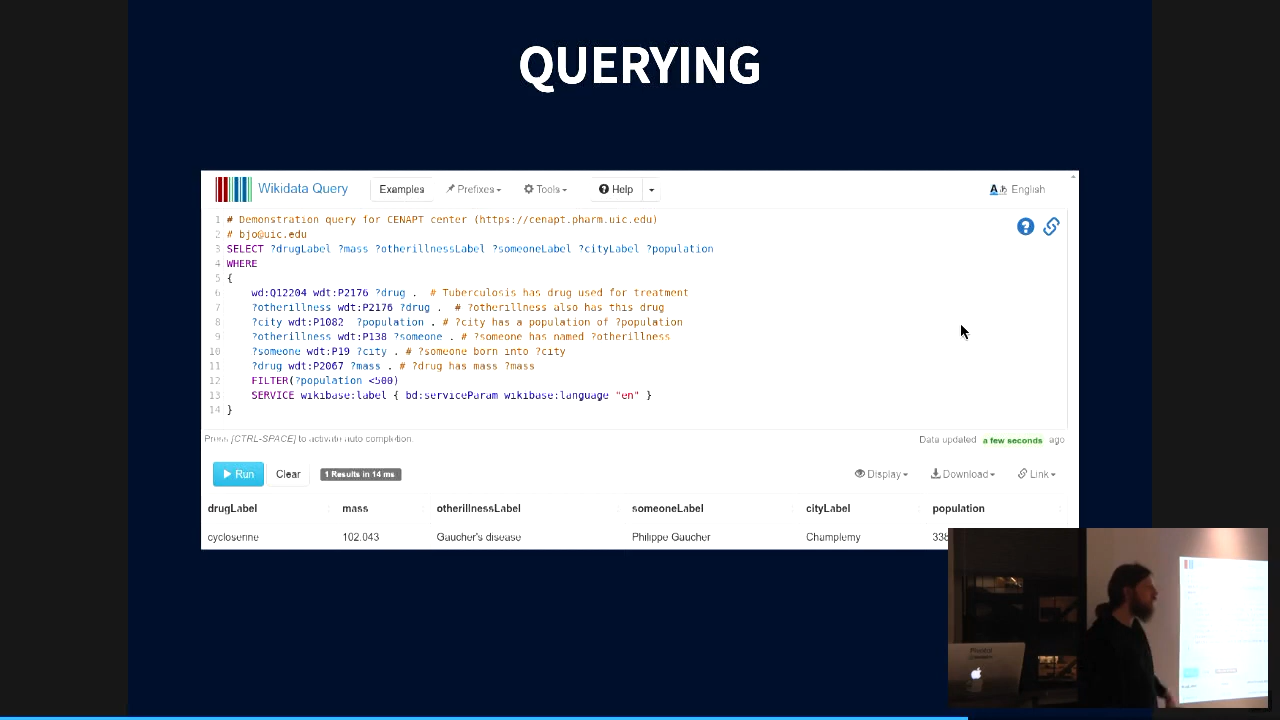 QUERYING
Wikidata Query Examples Prefixes Tools Help English
1 # Demonstration query for CENAPT center (https://cenapt.pharm.uic.edu)
2 # bjo@uic.edu
3 SELECT ?drugLabel ?mass ?otherillnessLabel ?someoneLabel ?cityLabel ?population
4 WHERE
5 {
6 wd:Q12204 wdt:P2176 ?drug . # Tuberculosis has drug used for treatment
7 ?otherillness wdt:P2176 ?drug . # ?otherillness also has this drug
8 ?city wdt:P1082 ?population . # ?city has a population of ?population
9 ?otherillness wdt:P138 ?someone . # ?someone has named ?otherillness
10 ?someone wdt:P19 ?city . # ?someone born into ?city
11 ?drug wdt:P2067 ?mass . # ?drug has mass ?mass
12 FILTER(?population <500)
13 SERVICE wikibase:label { bd:serviceParam wikibase:language "en" }
14 }
Press [CTRL-SPACE] to activate auto completion. Data updated a few seconds ago
Run Clear 1 Results in 14 ms Display Download Link
drugLabel mass otherillnessLabel someoneLabel cityLabel population
cycloserine 102.043 Gaucher's disease Philippe Gaucher Champlemy 338
Pivotal